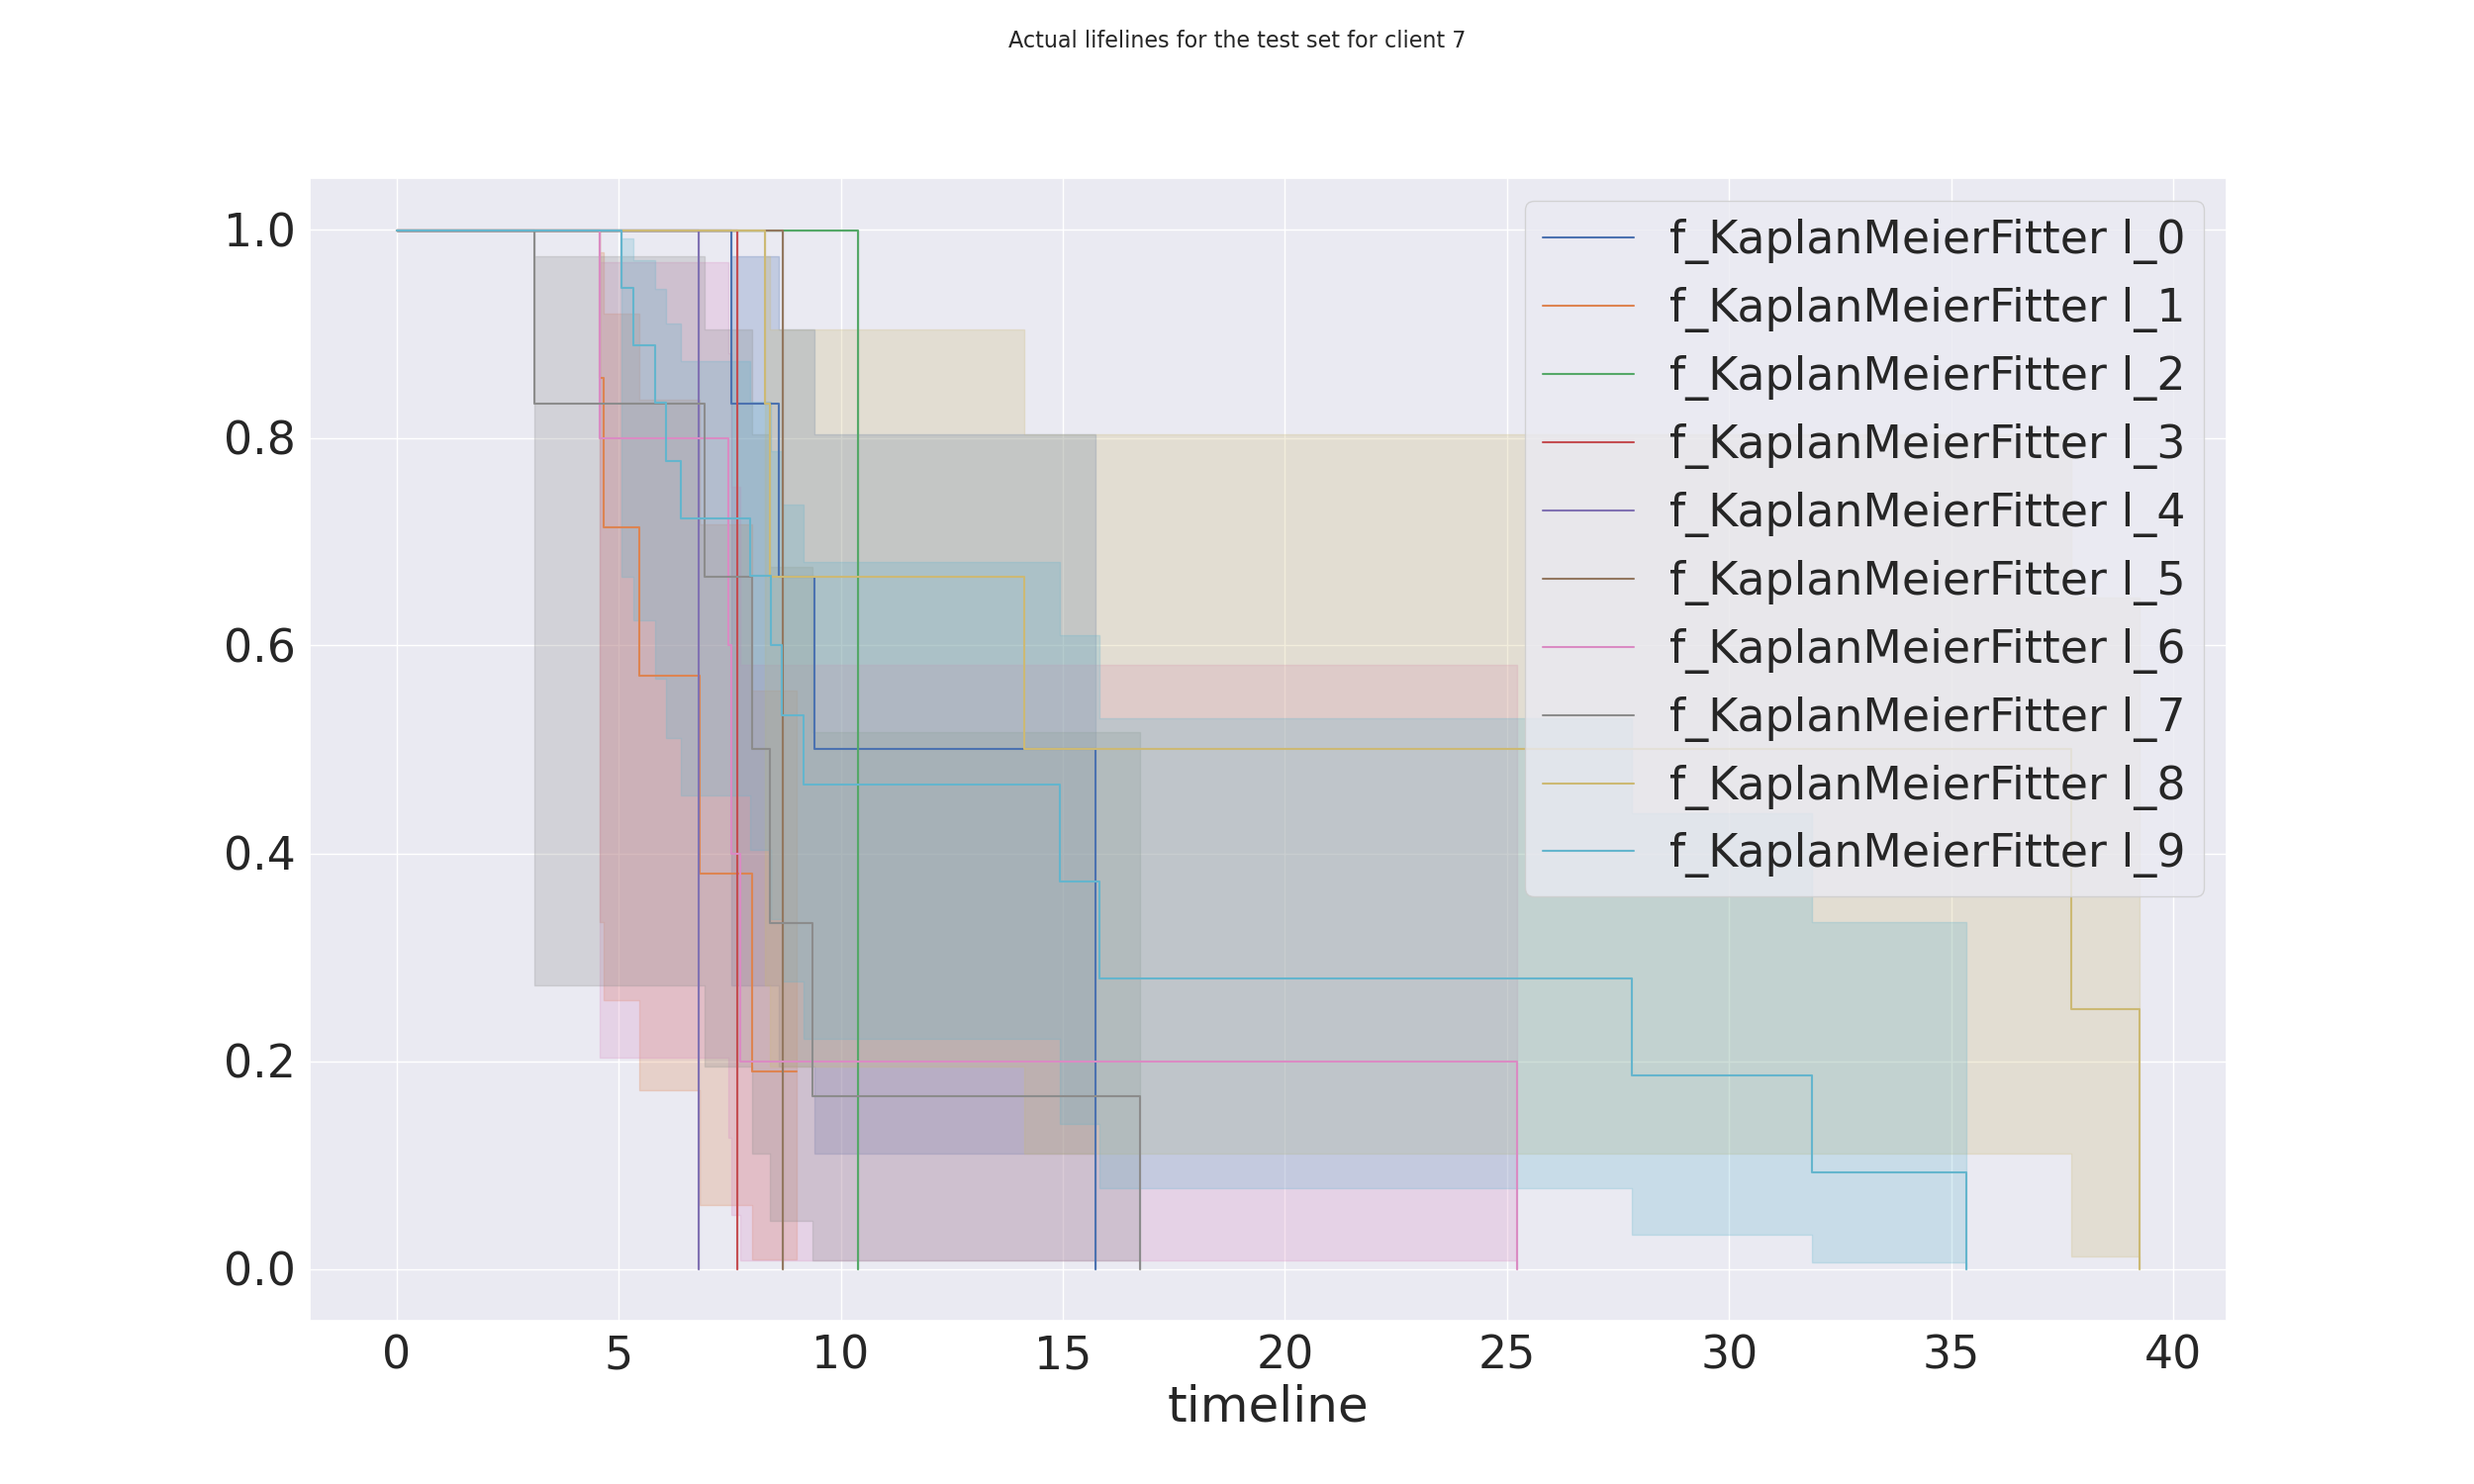 Actual lifelines for the test set for client 7
1.0
0.8
0.6
0.4
0.2
0.0
f_KaplanMeierFitter l_0
f_KaplanMeierFitter l_1
f_KaplanMeierFitter l_2
f_KaplanMeierFitter l_3
f_KaplanMeierFitter l_4
f_KaplanMeierFitter l_5
f_KaplanMeierFitter l_6
f_KaplanMeierFitter l_7
f_KaplanMeierFitter l_8
f_KaplanMeierFitter l_9
0 5 10 15 20 25 30 35 40
timeline